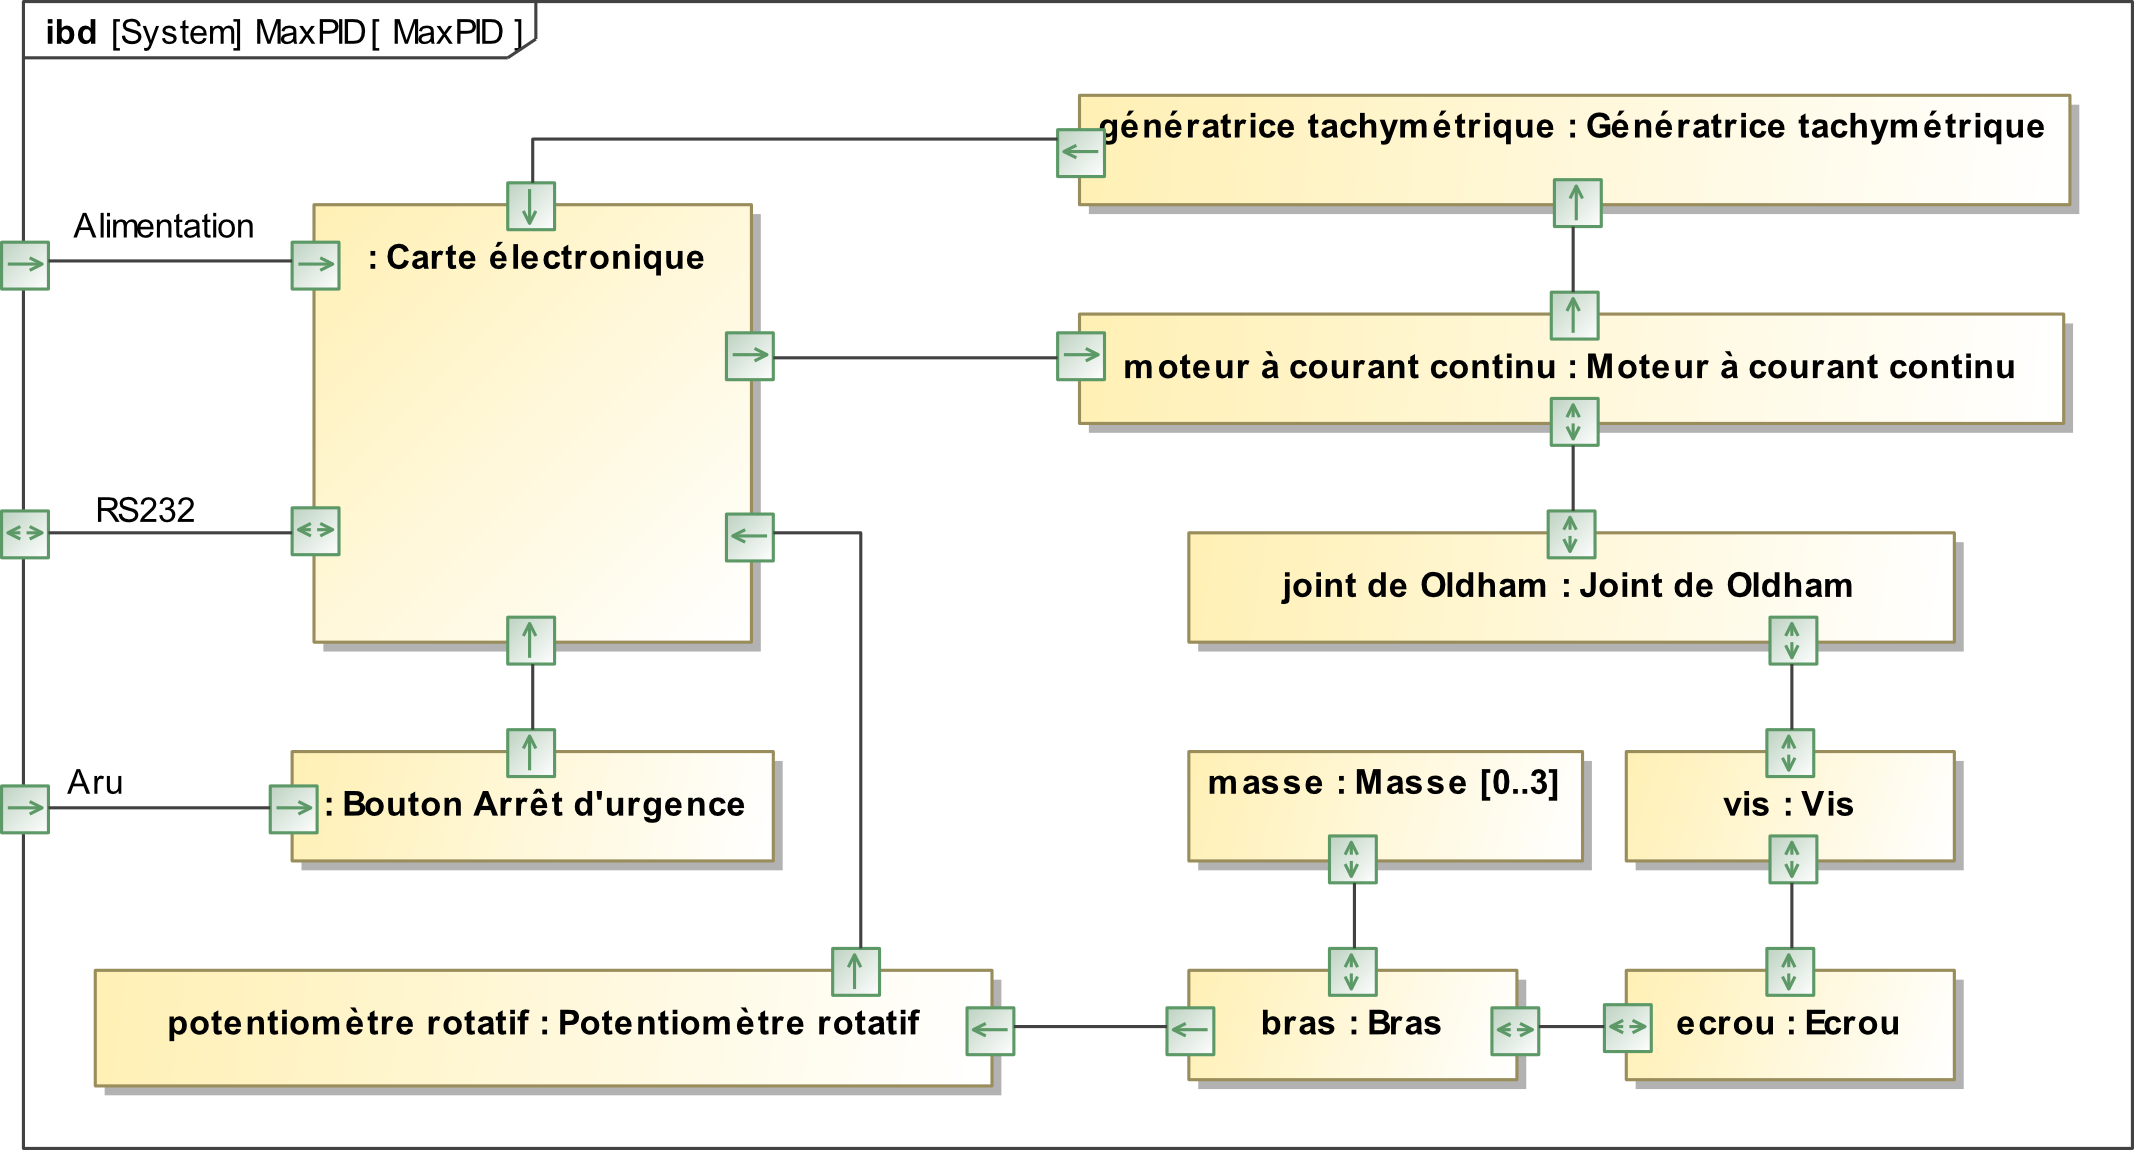 ibd [System] MaxPID[ MaxPID ]
génératrice tachymétrique : Génératrice tachymétrique
Alimentation
: Carte électronique
moteur à courant continu : Moteur à courant continu
RS232
joint de Oldham : Joint de Oldham
Aru
: Bouton Arrêt d'urgence
masse : Masse [0..3]
vis : Vis
potentiomètre rotatif : Potentiomètre rotatif
bras : Bras
ecrou : Ecrou